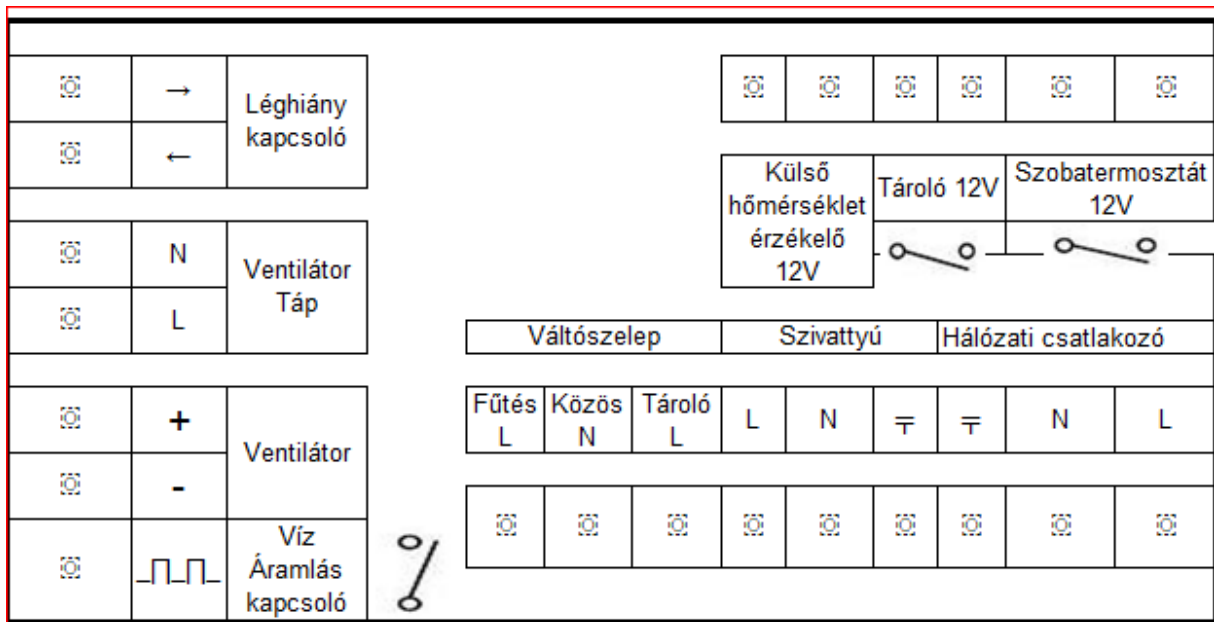 →
Léghiány
kapcsoló
←
N
Ventilátor
Táp
L
+
Ventilátor
-
Víz
Áramlás
kapcsoló
Külső
hőmérséklet
érzékelő
12V
Tároló 12V
Szobatermosztát
12V
Váltószelep
Szivattyú
Hálózati csatlakozó
Fűtés
L
Közös
N
Tároló
L
L
N
N
L